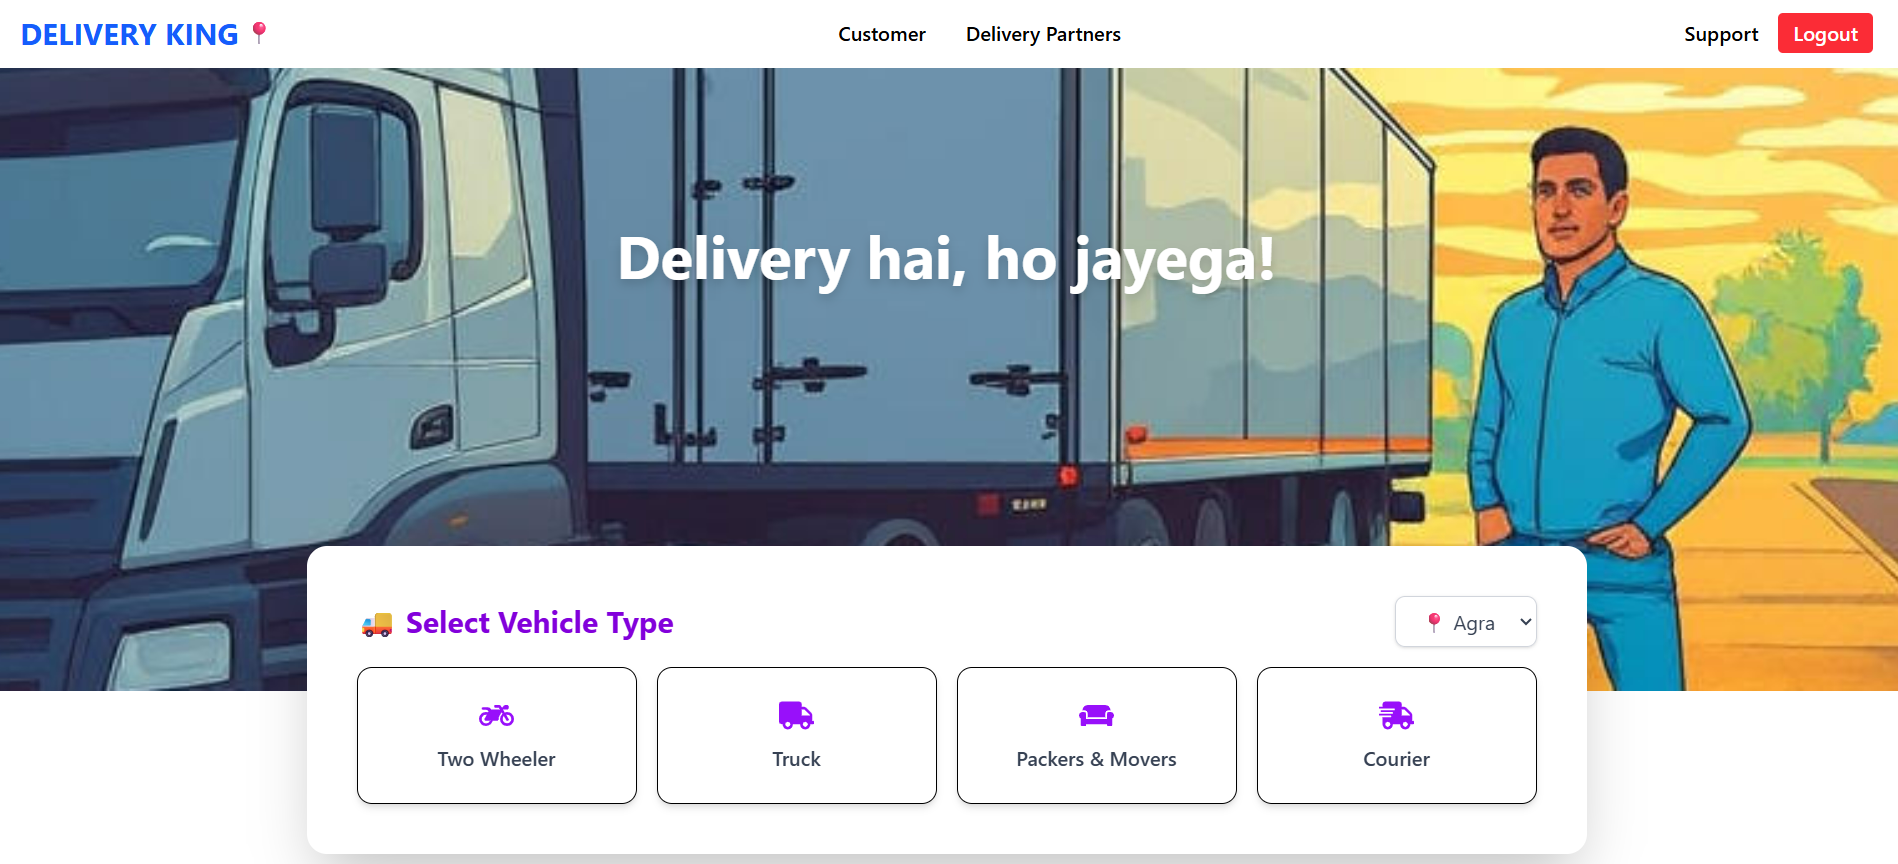 DELIVERY KING
Customer
Delivery Partners
Support
Logout
Delivery hai, ho jayega!
Select Vehicle Type
Agra
Two Wheeler
Truck
Packers & Movers
Courier